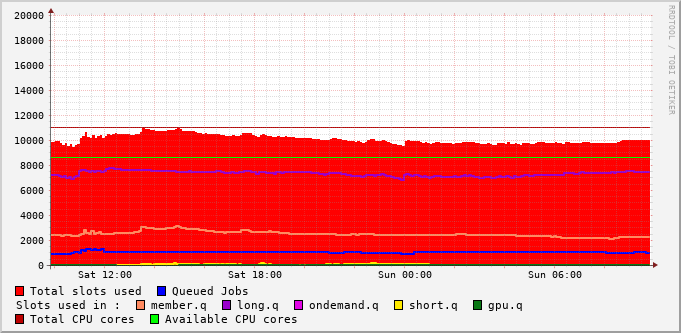 20000
18000
16000
14000
12000
10000
8000
6000
4000
2000
0
Sat 12:00 Sat 18:00 Sun 00:00 Sun 06:00
RRDTOOL / TOBI OETIKER
Total slots used Queued Jobs
Slots used in : member.q long.q ondemand.q short.q gpu.q
Total CPU cores Available CPU cores